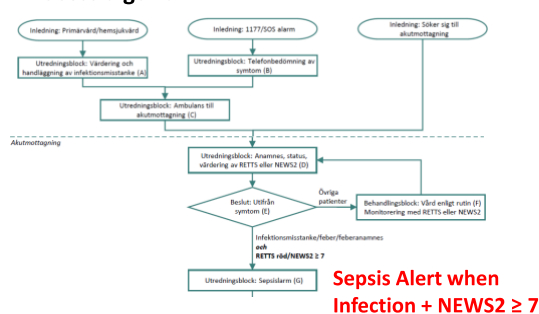 Inledning: Primärvård/hemsjukvård
Inledning: 1177/SOS alarm
Inledning: Söker sig till
akutmottagning
Utredningsblock: Värdering och
handläggning av infektionsmisstanke (A)
Utredningsblock: Telefonbedömning av
symtom (B)
Utredningsblock: Ambulans till
akutmottagning (C)
Akutmottagning
Utredningsblock: Anamnes, status,
värdering av RETTS eller NEWS2 (D)
Beslut: Utifrån
symtom (E)
Övriga
patienter
Behandlingsblock: Vård enligt rutin (F)
Monitorering med RETTS eller NEWS2
Infektionsmisstanke/feber/feberanamnes
och
RETTS röd/NEWS2 ≥ 7
Utredningsblock: Sepsislarm (G)
Sepsis Alert when
Infection + NEWS2 ≥ 7